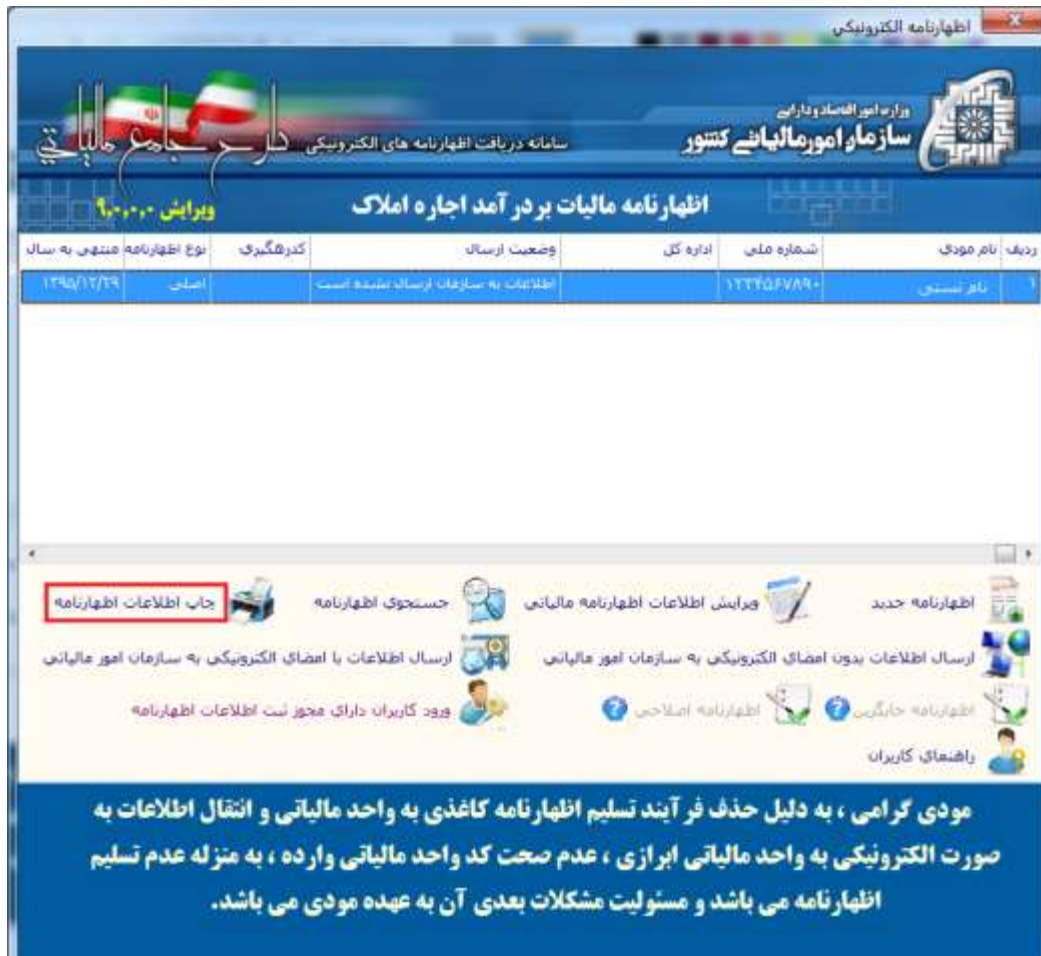 اظهارنامه الکترونیکی
وزارت امور اقتصاد و دارایی
سازمان امور مالیاتی کشور
سامانه دریافت اظهارنامه های الکترونیکی
طرح جامع مالیاتی
اظهارنامه مالیات بر در آمد اجاره املاک
ویرایش ۹,۰,۰,۰
ردیف نام مودی شماره ملی اداره کل وضعیت ارسال کدرهگیری نوع اظهارنامه منتهی به سال
۱ نام تستی ۱۲۳۴۵۶۷۸۹۰ اطلاعات به سازمان ارسال نشده است اصلی ۱۳۹۵/۱۲/۲۹
اظهارنامه جدید ویرایش اطلاعات اظهارنامه مالیاتی جستجوی اظهارنامه چاپ اطلاعات اظهارنامه
ارسال اطلاعات بدون امضای الکترونیکی به سازمان امور مالیاتی ارسال اطلاعات با امضای الکترونیکی به سازمان امور مالیاتی
اظهارنامه جایگزین ? اظهارنامه اصلاحی ? ورود کاربران دارای مجوز ثبت اطلاعات اظهارنامه
راهنمای کاربران
مودی گرامی ، به دلیل حذف فر آیند تسلیم اظهارنامه کاغذی به واحد مالیاتی و انتقال اطلاعات به
صورت الکترونیکی به واحد مالیاتی ابرازی ، عدم صحت کد واحد مالیاتی وارده ، به منزله عدم تسلیم
اظهارنامه می باشد و مسئولیت مشکلات بعدی آن به عهده مودی می باشد.